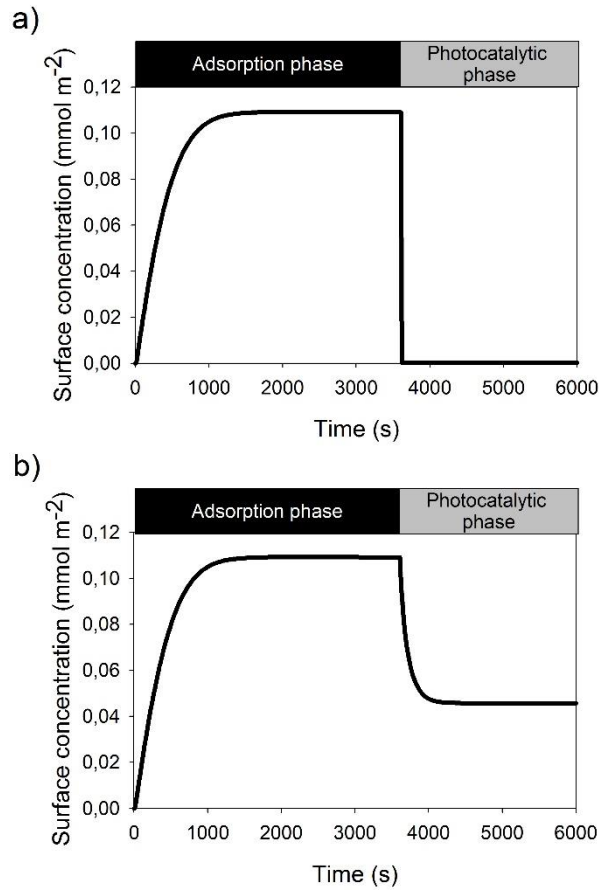 a)
Adsorption phase
Photocatalytic
phase
Surface concentration (mmol m-2)
0,12
0,10
0,08
0,06
0,04
0,02
0,00
0 1000 2000 3000 4000 5000 6000
Time (s)
b)
Adsorption phase
Photocatalytic
phase
Surface concentration (mmol m-2)
0,12
0,10
0,08
0,06
0,04
0,02
0,00
0 1000 2000 3000 4000 5000 6000
Time (s)